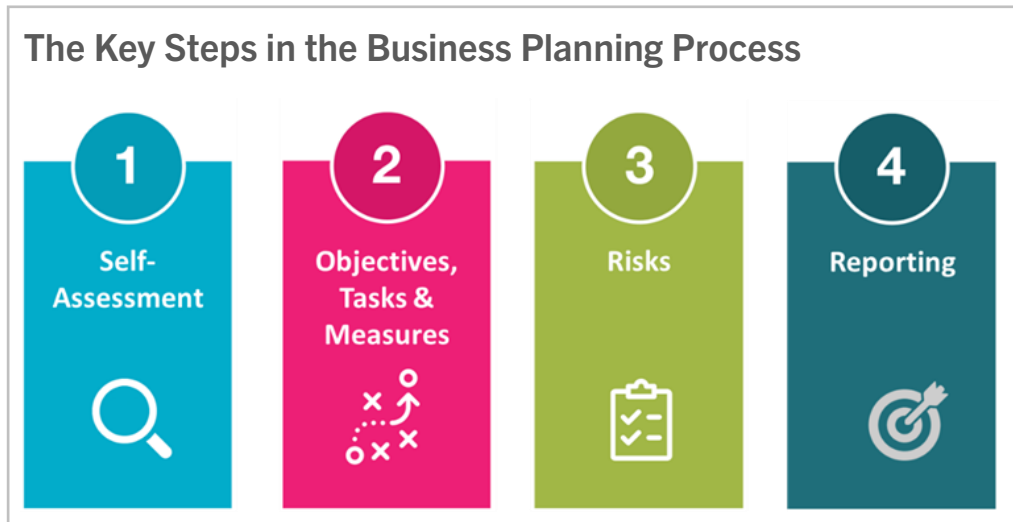 The Key Steps in the Business Planning Process
1
Self-
Assessment
2
Objectives,
Tasks &
Measures
3
Risks
4
Reporting